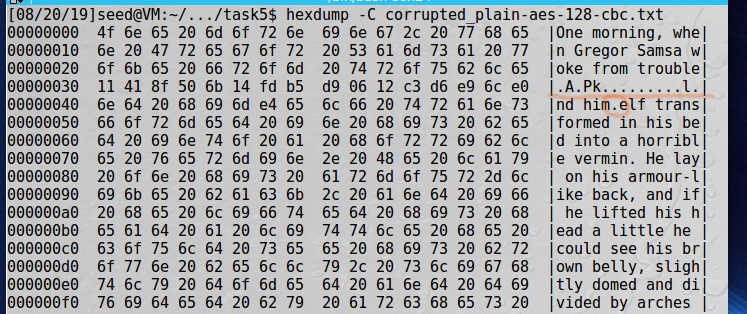 [08/20/19]seed@VM:~/.../task5$ hexdump -C corrupted_plain-aes-128-cbc.txt
00000000  4f 6e 65 20 6d 6f 72 6e  69 6e 67 2c 20 77 68 65  |One morning, whe|
00000010  6e 20 47 72 65 67 6f 72  20 53 61 6d 73 61 20 77  |n Gregor Samsa w|
00000020  6f 6b 65 20 66 72 6f 6d  20 74 72 6f 75 62 6c 65  |oke from trouble|
00000030  11 41 8f 50 6b 14 fd b5  d9 06 12 c3 d6 e9 6c e0  |.A.Pk.........l.|
00000040  6e 64 20 68 69 6d de 65  6c 66 20 74 72 61 6e 73  |nd him.elf trans|
00000050  66 6f 72 6d 65 64 20 69  6e 20 68 69 73 20 62 65  |formed in his be|
00000060  64 20 69 6e 74 6f 20 61  20 68 6f 72 72 69 62 6c  |d into a horribl|
00000070  65 20 76 65 72 6d 69 6e  2e 20 48 65 20 6c 61 79  |e vermin. He lay|
00000080  20 6f 6e 20 68 69 73 20  61 72 6d 6f 75 72 2d 6c  | on his armour-l|
00000090  69 6b 65 20 62 61 63 6b  2c 20 61 6e 64 20 69 66  |ike back, and if|
000000a0  20 68 65 20 6c 69 66 74  65 64 20 68 69 73 20 68  | he lifted his h|
000000b0  65 61 64 20 61 20 6c 69  74 74 6c 65 20 68 65 20  |ead a little he |
000000c0  63 6f 75 6c 64 20 73 65  65 20 68 69 73 20 62 72  |could see his br|
000000d0  6f 77 6e 20 62 65 6c 6c  79 2c 20 73 6c 69 67 68  |own belly, sligh|
000000e0  74 6c 79 20 64 6f 6d 65  64 20 61 6e 64 20 64 69  |tly domed and di|
000000f0  76 69 64 65 64 20 62 79  20 61 72 63 68 65 73 20  |vided by arches |